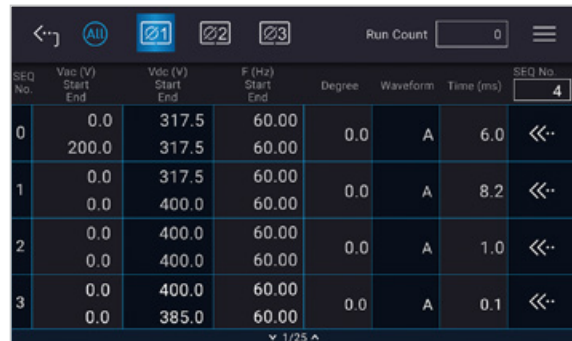 All Ø1 Ø2 Ø3 Run Count 0
SEQ No. Vac (V) Start End Vdc (V) Start End F (Hz) Start End Degree Waveform Time (ms) SEQ No. 4
0 0.0 317.5 60.00 0.0 A 6.0
200.0 317.5 60.00
1 0.0 317.5 60.00 0.0 A 8.2
0.0 400.0 60.00
2 0.0 400.0 60.00 0.0 A 1.0
0.0 400.0 60.00
3 0.0 400.0 60.00 0.0 A 0.1
0.0 385.0 60.00
1/25